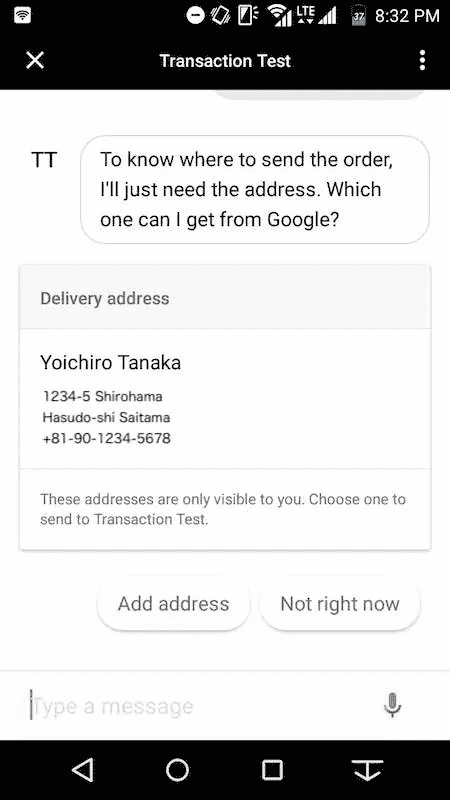 LTE
37
8:32 PM
Transaction Test
TT
To know where to send the order,
I'll just need the address. Which
one can I get from Google?
Delivery address
Yoichiro Tanaka
1234-5 Shirohama
Hasudo-shi Saitama
+81-90-1234-5678
These addresses are only visible to you. Choose one to
send to Transaction Test.
Add address
Not right now
Type a message